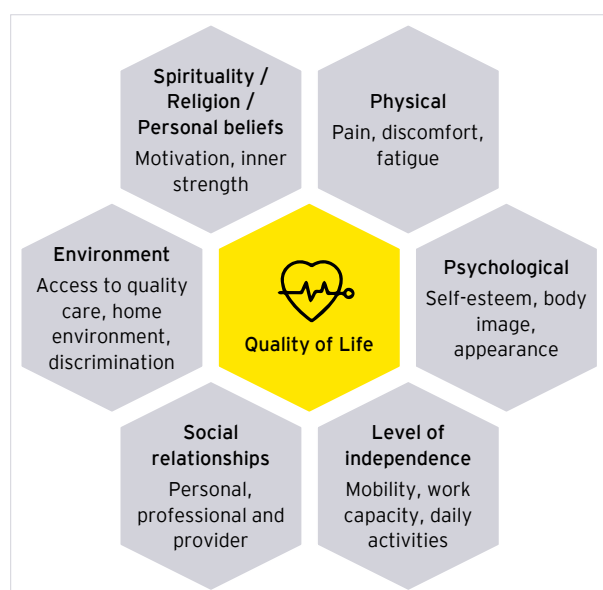 Spirituality /
Religion /
Personal beliefs
Motivation, inner
strength
Physical
Pain, discomfort,
fatigue
Environment
Access to quality
care, home
environment,
discrimination
Quality of Life
Psychological
Self-esteem, body
image,
appearance
Social
relationships
Personal,
professional and
provider
Level of
independence
Mobility, work
capacity, daily
activities